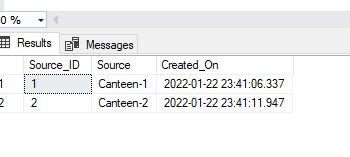 0 %
Results Messages
Source_ID Source Created_On
1 1 Canteen-1 2022-01-22 23:41:06.337
2 2 Canteen-2 2022-01-22 23:41:11.947